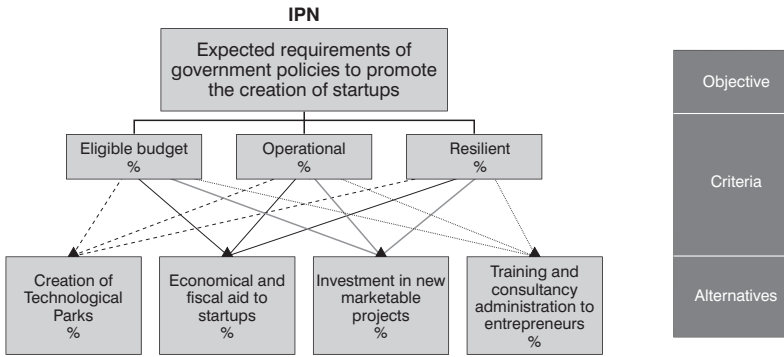 IPN
Expected requirements of
government policies to promote
the creation of startups
Eligible budget
%
Operational
%
Resilient
%
Creation of
Technological
Parks
%
Economical and
fiscal aid to
startups
%
Investment in new
marketable
projects
%
Training and
consultancy
administration to
entrepreneurs
%
Objective
Criteria
Alternatives